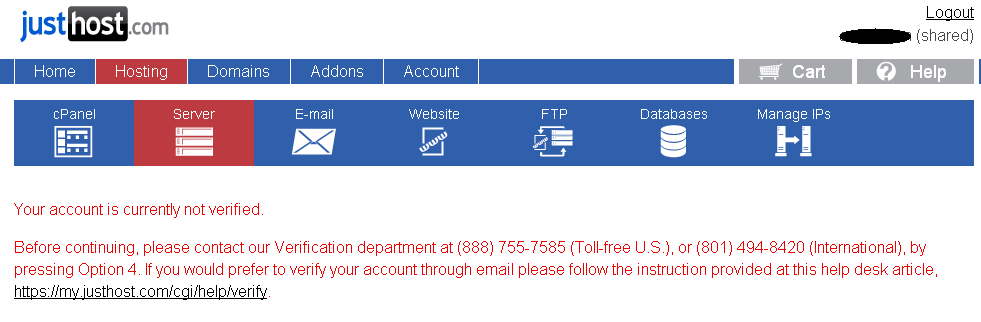 justhost.com
Logout
(shared)
Home Hosting Domains Addons Account Cart Help
cPanel Server E-mail Website FTP Databases Manage IPs
www www
Your account is currently not verified.
Before continuing, please contact our Verification department at (888) 755-7585 (Toll-free U.S.), or (801) 494-8420 (International), by
pressing Option 4. If you would prefer to verify your account through email please follow the instruction provided at this help desk article,
https://my.justhost.com/cgi/help/verify.